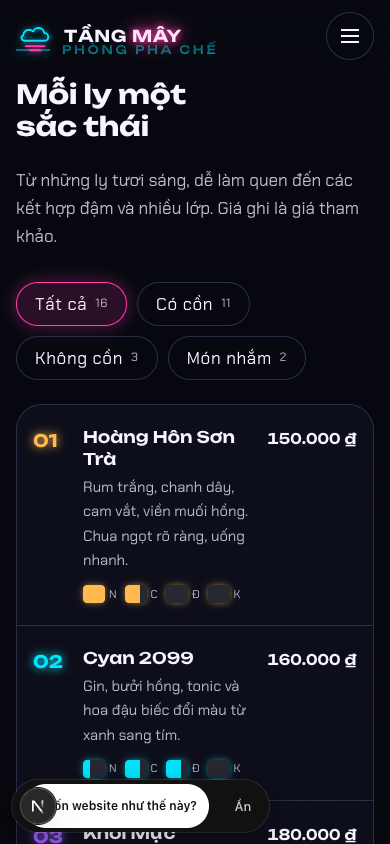 TẦNG MÂY
PHÒNG PHA CHẾ
Mỗi ly một
sắc thái
Từ những ly tươi sáng, dễ làm quen đến các
kết hợp đậm và nhiều lớp. Giá ghi là giá tham
khảo.
Tất cả 16
Có cồn 11
Không cồn 3
Món nhắm 2
01
Hoàng Hôn Sơn
Trà
150.000 ₫
Rum trắng, chanh dây,
cam vắt, viền muối hồng.
Chua ngọt rõ ràng, uống
nhanh.
N C Đ K
02
Cyan 2099
160.000 ₫
Gin, bưởi hồng, tonic và
hoa đậu biếc đổi màu từ
xanh sang tím.
N C Đ K
N
website như thế này?
Ẩn
03
Khói Mực
180.000 ₫